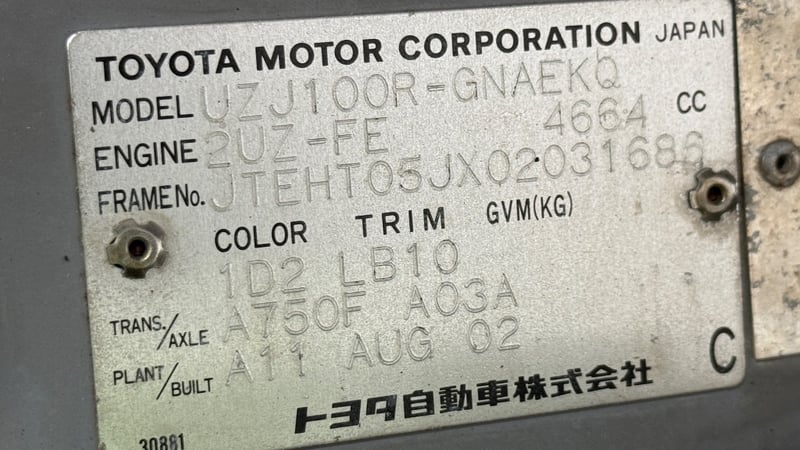 TOYOTA MOTOR CORPORATION JAPAN
MODEL UZJ100R-GNAEKQ
ENGINE 2UZ-FE 4664 CC
FRAME No. JTEHT05JX02031686
COLOR TRIM GVM(KG)
1D2 LB10
TRANS./AXLE A750F A03A
PLANT/BUILT A11 AUG 02
C
トヨタ自動車株式会社
30881